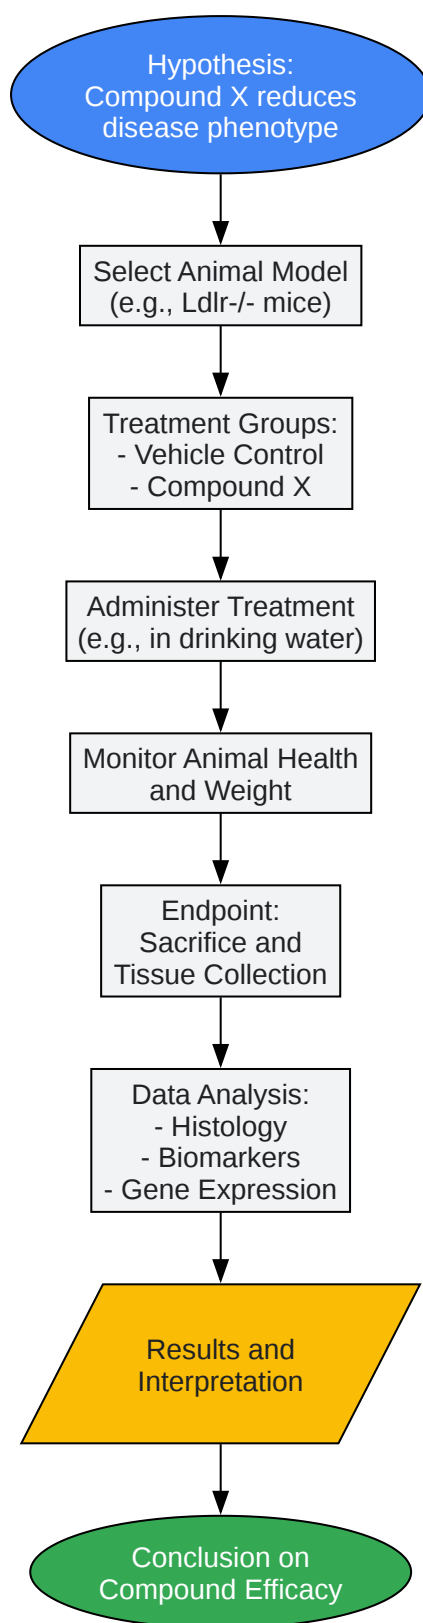 Hypothesis:
Compound X reduces
disease phenotype
Select Animal Model
(e.g., Ldlr-/- mice)
Treatment Groups:
- Vehicle Control
- Compound X
Administer Treatment
(e.g., in drinking water)
Monitor Animal Health
and Weight
Endpoint:
Sacrifice and
Tissue Collection
Data Analysis:
- Histology
- Biomarkers
- Gene Expression
Results and
Interpretation
Conclusion on
Compound Efficacy